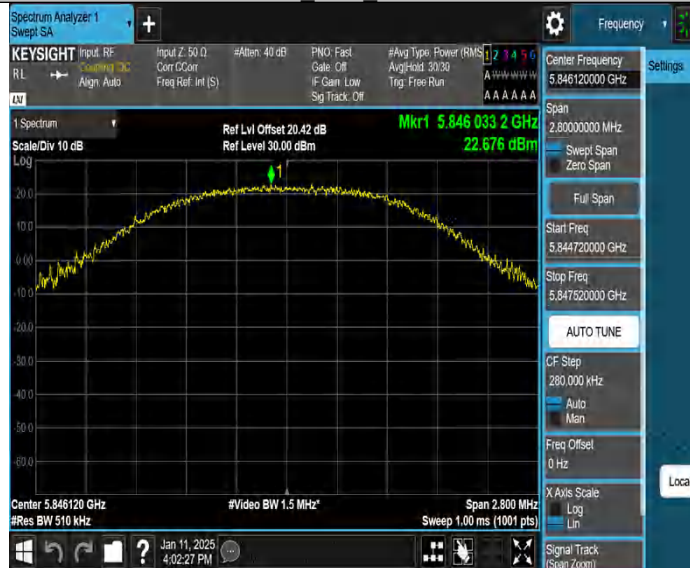 Spectrum Analyzer 1
Swept SA
Frequency
KEYSIGHT
RL
LXI
Input: RF
Coupling: DC
Align: Auto
Input Z: 50 Ω
Corr CCorr
Freq Ref: Int (S)
#Atten: 40 dB
PNO: Fast
Gate: Off
IF Gain: Low
Sig Track: Off
#Avg Type: Power (RMS
Avg|Hold: 30/30
Trig: Free Run
1 2 3 4 5 6
A W W W W W
A A A A A A
Center Frequency
5.846120000 GHz
Settings
Span
2.80000000 MHz
Swept Span
Zero Span
Full Span
Start Freq
5.844720000 GHz
Stop Freq
5.847520000 GHz
AUTO TUNE
CF Step
280.000 kHz
Auto
Man
Freq Offset
0 Hz
X Axis Scale
Log
Lin
Local
Signal Track
(Span Zoom)
1 Spectrum
Scale/Div 10 dB
Log
Ref Lvl Offset 20.42 dB
Ref Level 30.00 dBm
Mkr1 5.846 033 2 GHz
22.676 dBm
1
20.0
10.0
0.00
-10.0
-20.0
-30.0
-40.0
-50.0
-60.0
Center 5.846120 GHz
#Res BW 510 kHz
#Video BW 1.5 MHz*
Span 2.800 MHz
Sweep 1.00 ms (1001 pts)
Jan 11, 2025
4:02:27 PM